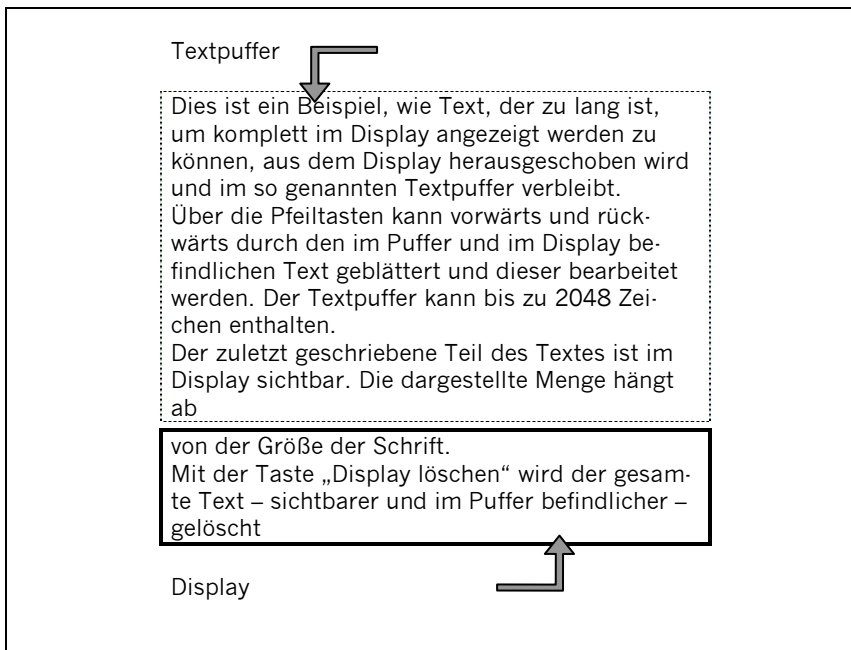 Textpuffer
Dies ist ein Beispiel, wie Text, der zu lang ist,
um komplett im Display angezeigt werden zu
können, aus dem Display herausgeschoben wird
und im so genannten Textpuffer verbleibt.
Über die Pfeiltasten kann vorwärts und rück-
wärts durch den im Puffer und im Display be-
findlichen Text geblättert und dieser bearbeitet
werden. Der Textpuffer kann bis zu 2048 Zei-
chen enthalten.
Der zuletzt geschriebene Teil des Textes ist im
Display sichtbar. Die dargestellte Menge hängt
ab
von der Größe der Schrift.
Mit der Taste „Display löschen“ wird der gesam-
te Text – sichtbarer und im Puffer befindlicher –
gelöscht
Display